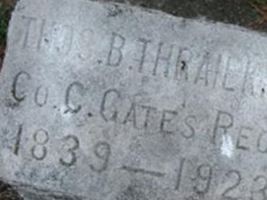 THOS. B. THRAILK
CO. C. GATES REG
1839 — 1923